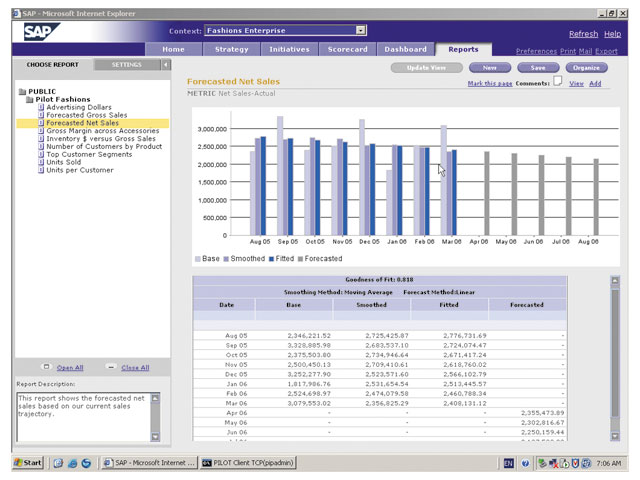 SAP - Microsoft Internet Explorer
SAP
Context: Fashions Enterprise
Refresh Help
Home Strategy Initiatives Scorecard Dashboard Reports
Preferences Print Mail Export
CHOOSE REPORT SETTINGS
Update View New Save Organize
Forecasted Net Sales
Mark this page Comments: View Add
METRIC Net Sales-Actual
PUBLIC
Pilot Fashions
Advertising Dollars
Forecasted Gross Sales
Forecasted Net Sales
Gross Margin across Accessories
Inventory $ versus Gross Sales
Number of Customers by Product
Top Customer Segments
Units Sold
Units per Customer
3,000,000
2,500,000
2,000,000
1,500,000
1,000,000
500,000
0
Aug 05 Sep 05 Oct 05 Nov 05 Dec 05 Jan 06 Feb 06 Mar 06 Apr 06 May 06 Jun 06 Jul 06 Aug 06
Base Smoothed Fitted Forecasted
Goodness of Fit: 0.818
Smoothing Method: Moving Average Forecast Method:Linear
Date Base Smoothed Fitted Forecasted
Aug 05 2,346,221.52 2,725,425.87 2,776,731.69 -
Sep 05 3,328,885.98 2,683,537.10 2,724,074.47 -
Oct 05 2,375,503.80 2,734,946.64 2,671,417.24 -
Nov 05 2,500,450.13 2,709,410.61 2,618,760.02 -
Dec 05 3,252,277.90 2,523,571.60 2,566,102.79 -
Jan 06 1,817,986.76 2,531,654.54 2,513,445.57 -
Feb 06 2,524,698.97 2,474,079.58 2,460,788.34 -
Mar 06 3,079,553.02 2,356,825.29 2,408,131.12 -
Apr 06 - - - 2,355,473.89
May 06 - - - 2,302,816.67
Jun 06 - - - 2,250,159.44
Open All Close All
Report Description:
This report shows the forecasted net
sales based on our current sales
trajectory.
Start SAP - Microsoft Internet ... PILOT Client TCP(pipadmin) EN 7:06 AM